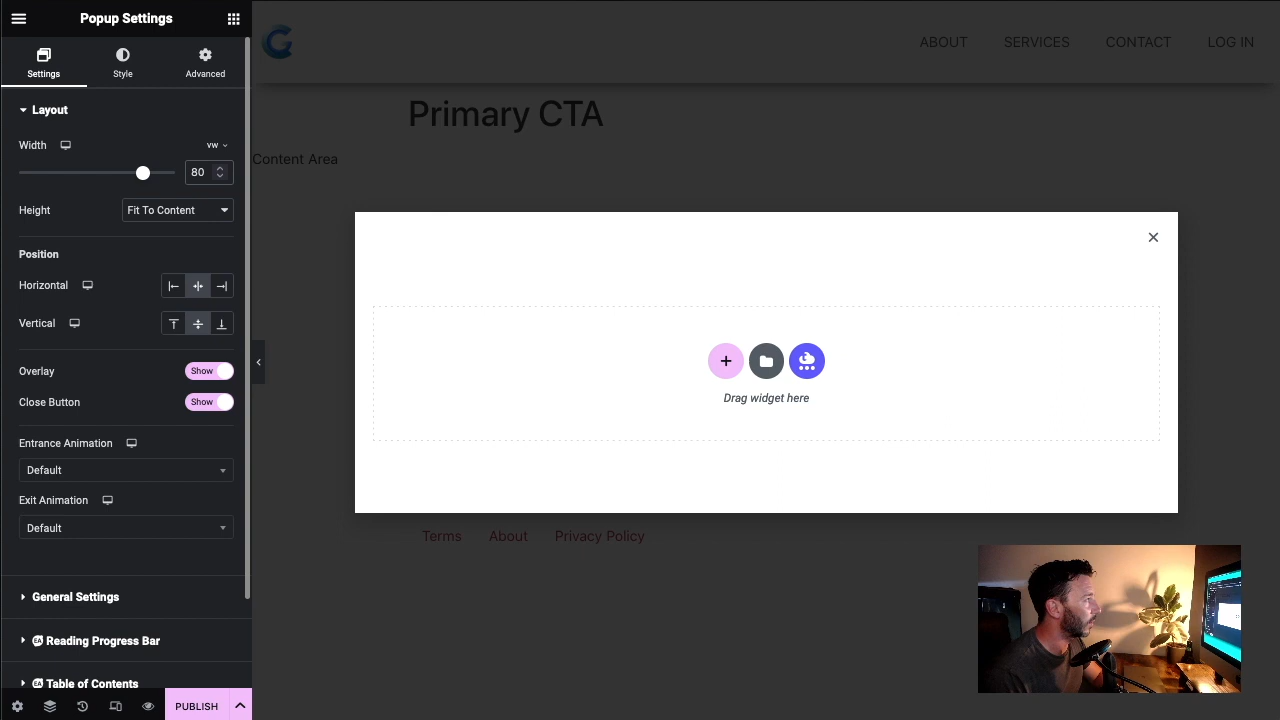 Popup Settings
Settings
Style
Advanced
Layout
Width
VW
80
Height
Fit To Content
Position
Horizontal
Vertical
Overlay
Show
Close Button
Show
Entrance Animation
Default
Exit Animation
Default
General Settings
EA Reading Progress Bar
EA Table of Contents
PUBLISH
ABOUT
SERVICES
CONTACT
LOG IN
Primary CTA
Content Area
Drag widget here
Terms
About
Privacy Policy